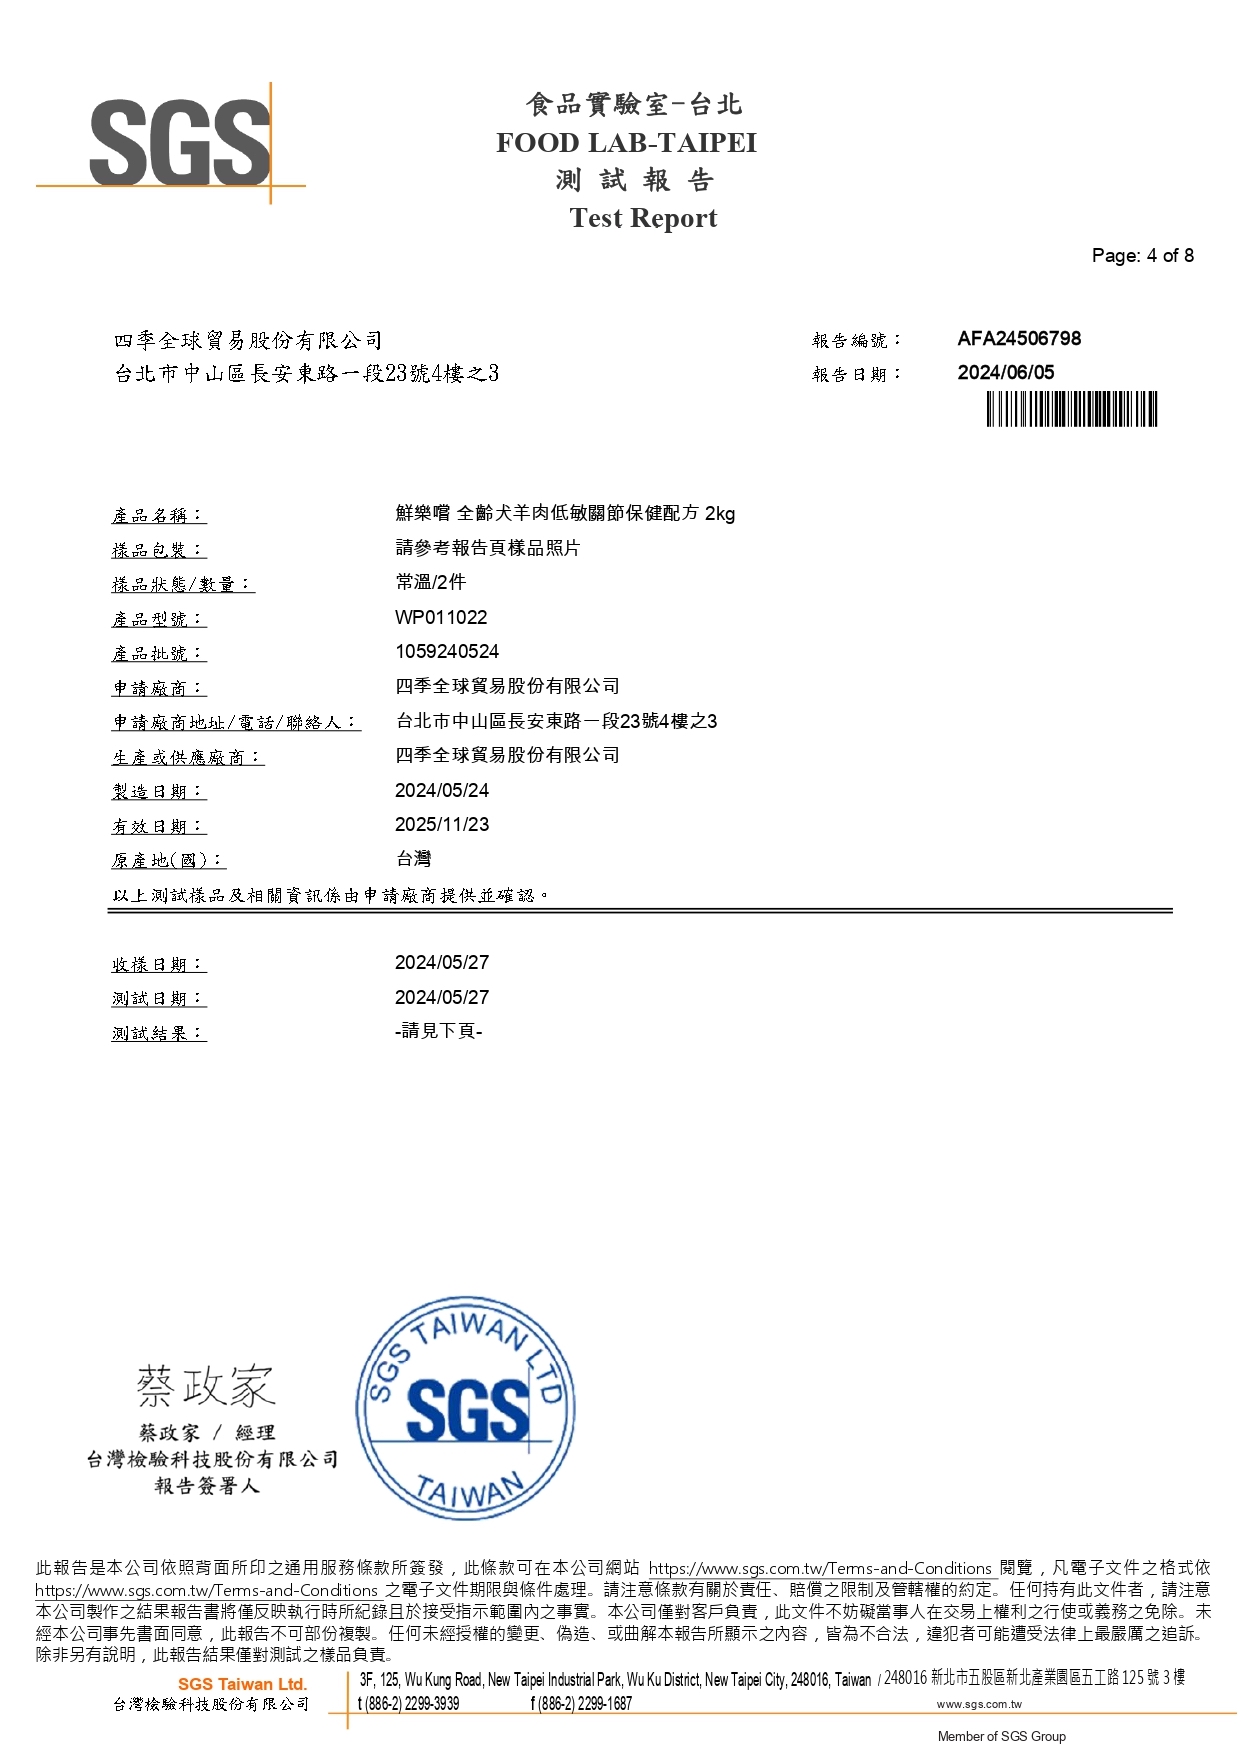 SGS
食品實驗室-台北
FOOD LAB-TAIPEI
測 試 報 告
Test Report
Page: 4 of 8
四季全球貿易股份有限公司
台北市中山區長安東路一段23號4樓之3
報告編號： AFA24506798
報告日期： 2024/06/05
產品名稱： 鮮樂嚐 全齡犬羊肉低敏關節保健配方 2kg
樣品包裝： 請參考報告頁樣品照片
樣品狀態/數量： 常溫/2件
產品型號： WP011022
產品批號： 1059240524
申請廠商： 四季全球貿易股份有限公司
申請廠商地址/電話/聯絡人： 台北市中山區長安東路一段23號4樓之3
生產或供應廠商： 四季全球貿易股份有限公司
製造日期： 2024/05/24
有效日期： 2025/11/23
原產地(國)： 台灣
以上測試樣品及相關資訊係由申請廠商提供並確認。
收樣日期： 2024/05/27
測試日期： 2024/05/27
測試結果： -請見下頁-
蔡政家
蔡政家 / 經理
台灣檢驗科技股份有限公司
報告簽署人
SGS TAIWAN LTD
SGS
TAIWAN
此報告是本公司依照背面所印之通用服務條款所簽發，此條款可在本公司網站 https://www.sgs.com.tw/Terms-and-Conditions 閱覽，凡電子文件之格式依
https://www.sgs.com.tw/Terms-and-Conditions 之電子文件期限與條件處理。請注意條款有關於責任、賠償之限制及管轄權的約定。任何持有此文件者，請注意
本公司製作之結果報告書將僅反映執行時所紀錄且於接受指示範圍內之事實。本公司僅對客戶負責，此文件不妨礙當事人在交易上權利之行使或義務之免除。未
經本公司事先書面同意，此報告不可部份複製。任何未經授權的變更、偽造、或曲解本報告所顯示之內容，皆為不合法，違犯者可能遭受法律上最嚴厲之追訴。
除非另有說明，此報告結果僅對測試之樣品負責。
SGS Taiwan Ltd.
台灣檢驗科技股份有限公司
3F, 125, Wu Kung Road, New Taipei Industrial Park, Wu Ku District, New Taipei City, 248016, Taiwan / 248016 新北市五股區新北產業園區五工路 125 號 3 樓
t (886-2) 2299-3939 f (886-2) 2299-1687 www.sgs.com.tw
Member of SGS Group